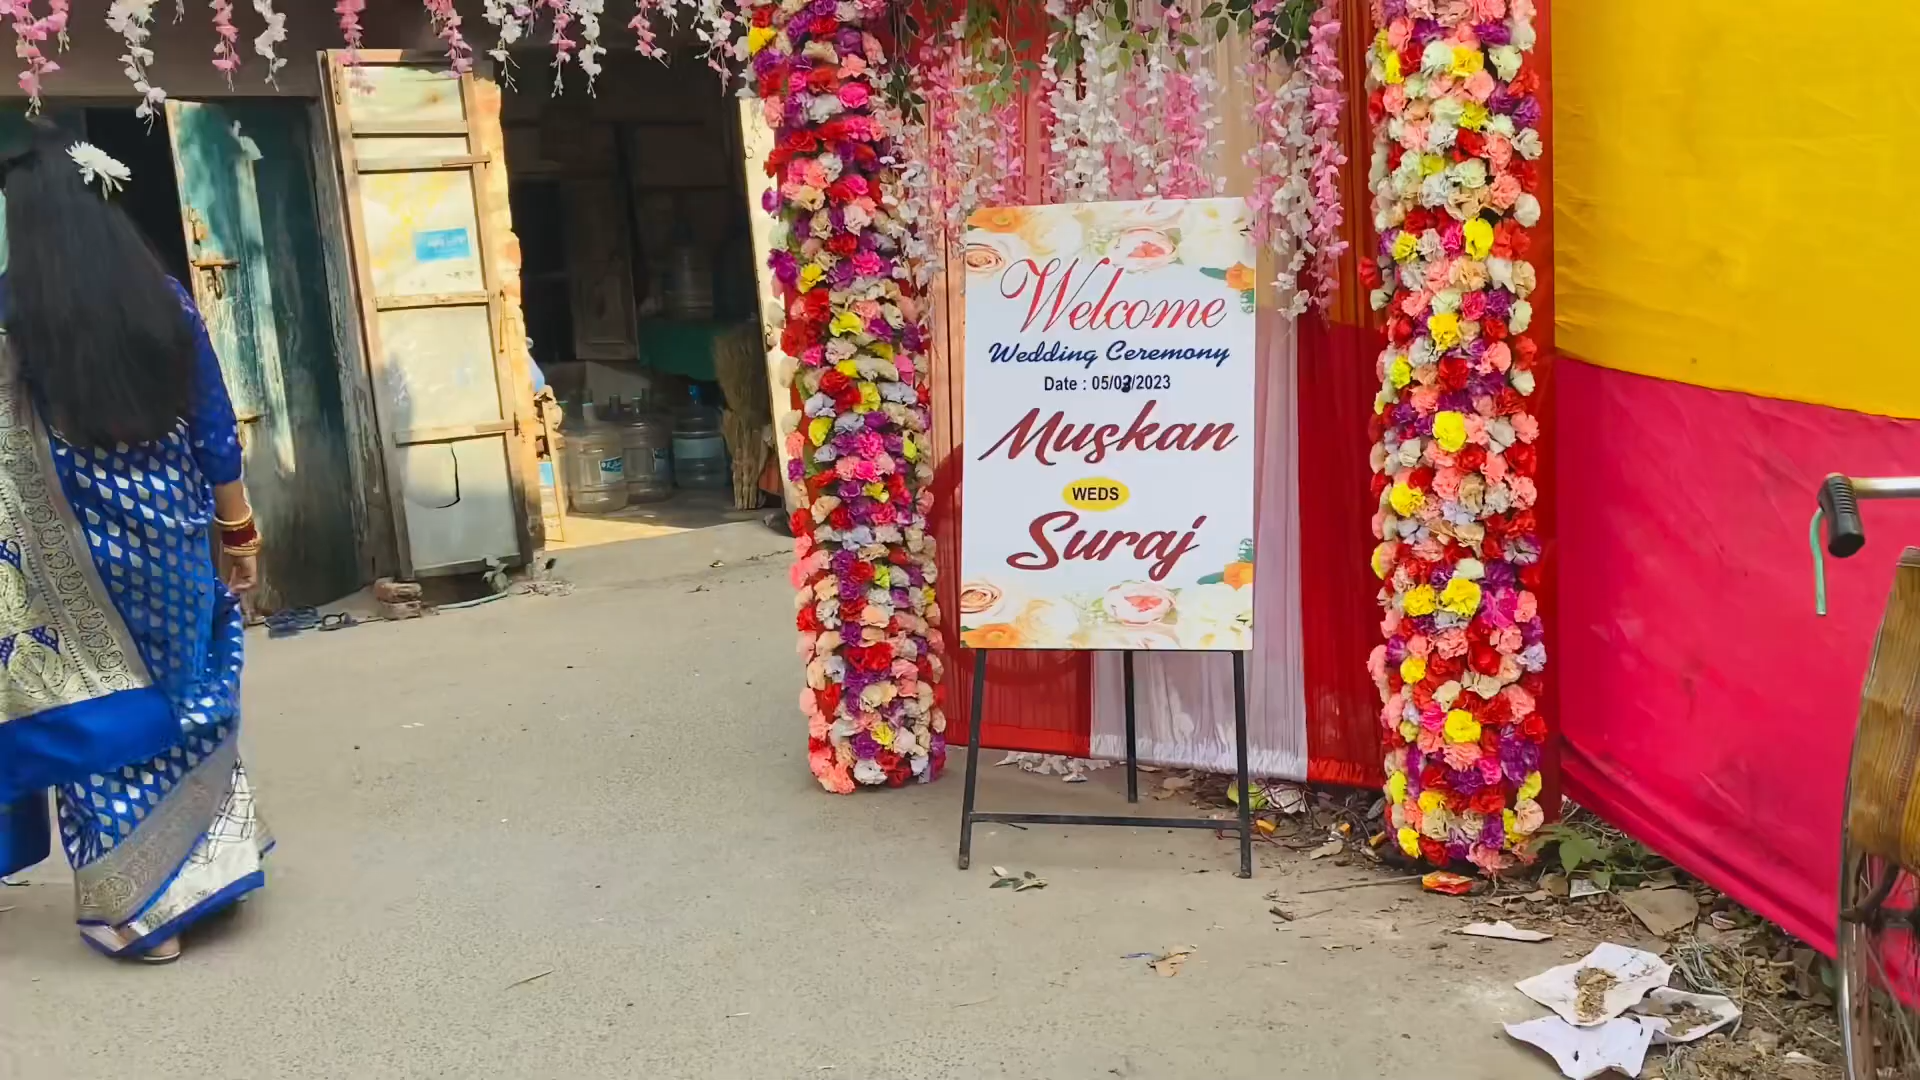 Welcome
Wedding Ceremony
Date : 05/03/2023
Muskan
WEDS
Suraj